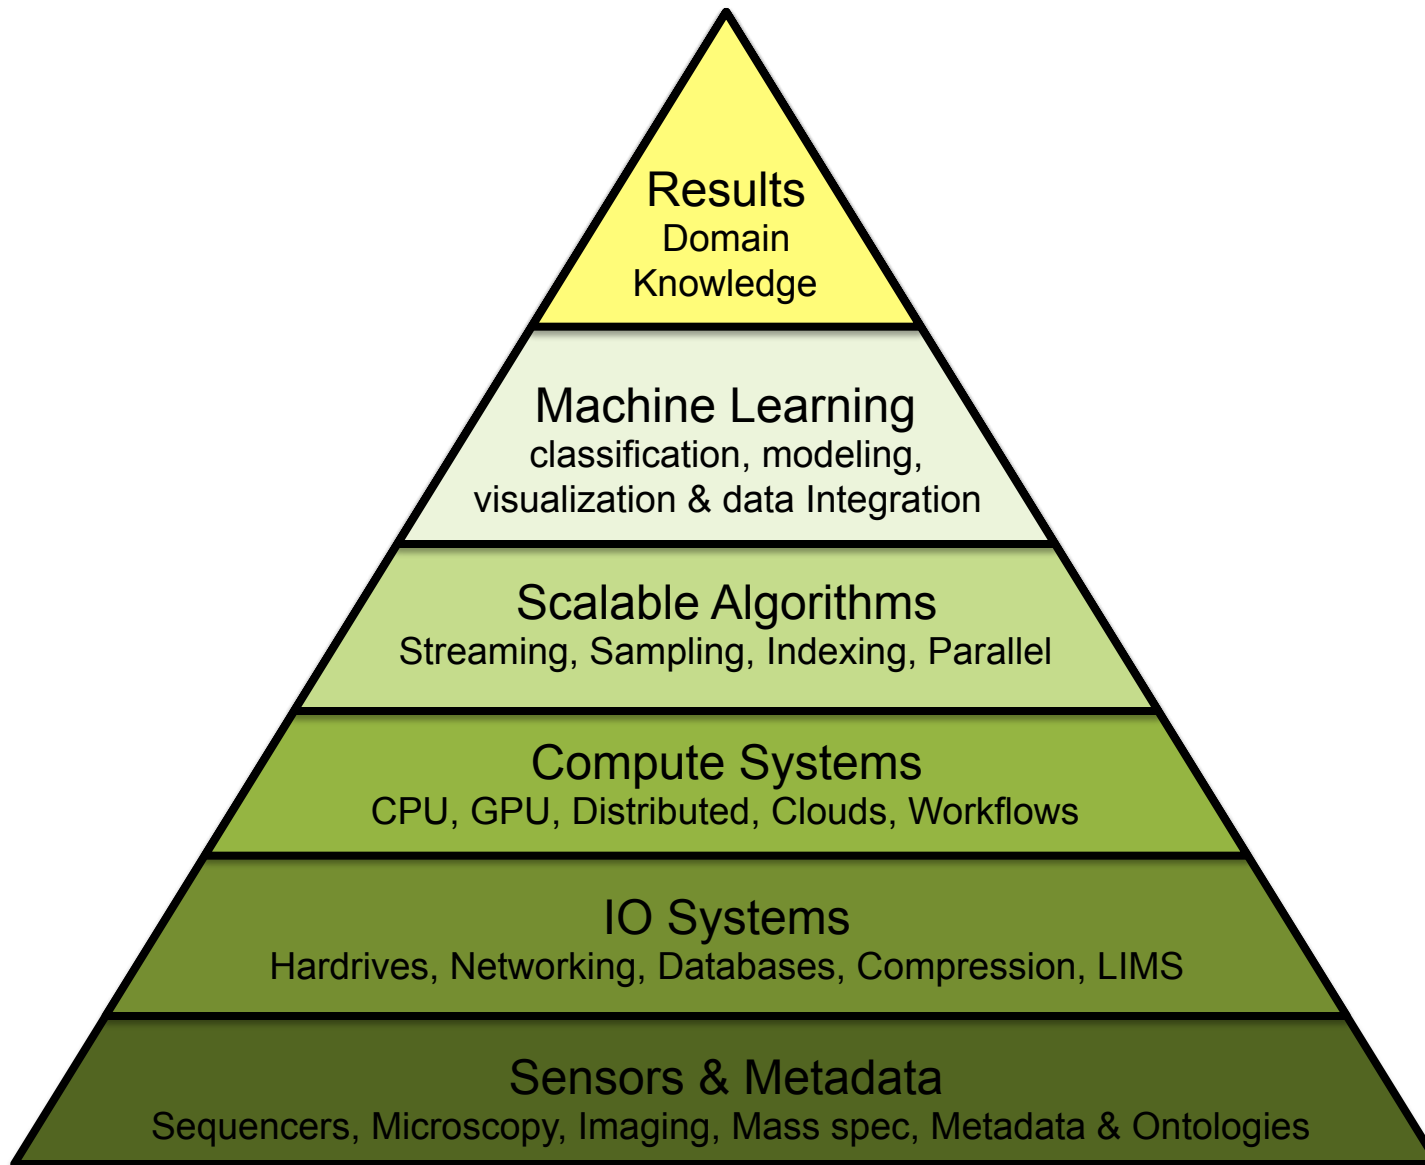 Results
Domain
Knowledge
Machine Learning
classification, modeling,
visualization & data Integration
Scalable Algorithms
Streaming, Sampling, Indexing, Parallel
Compute Systems
CPU, GPU, Distributed, Clouds, Workflows
IO Systems
Hardrives, Networking, Databases, Compression, LIMS
Sensors & Metadata
Sequencers, Microscopy, Imaging, Mass spec, Metadata & Ontologies